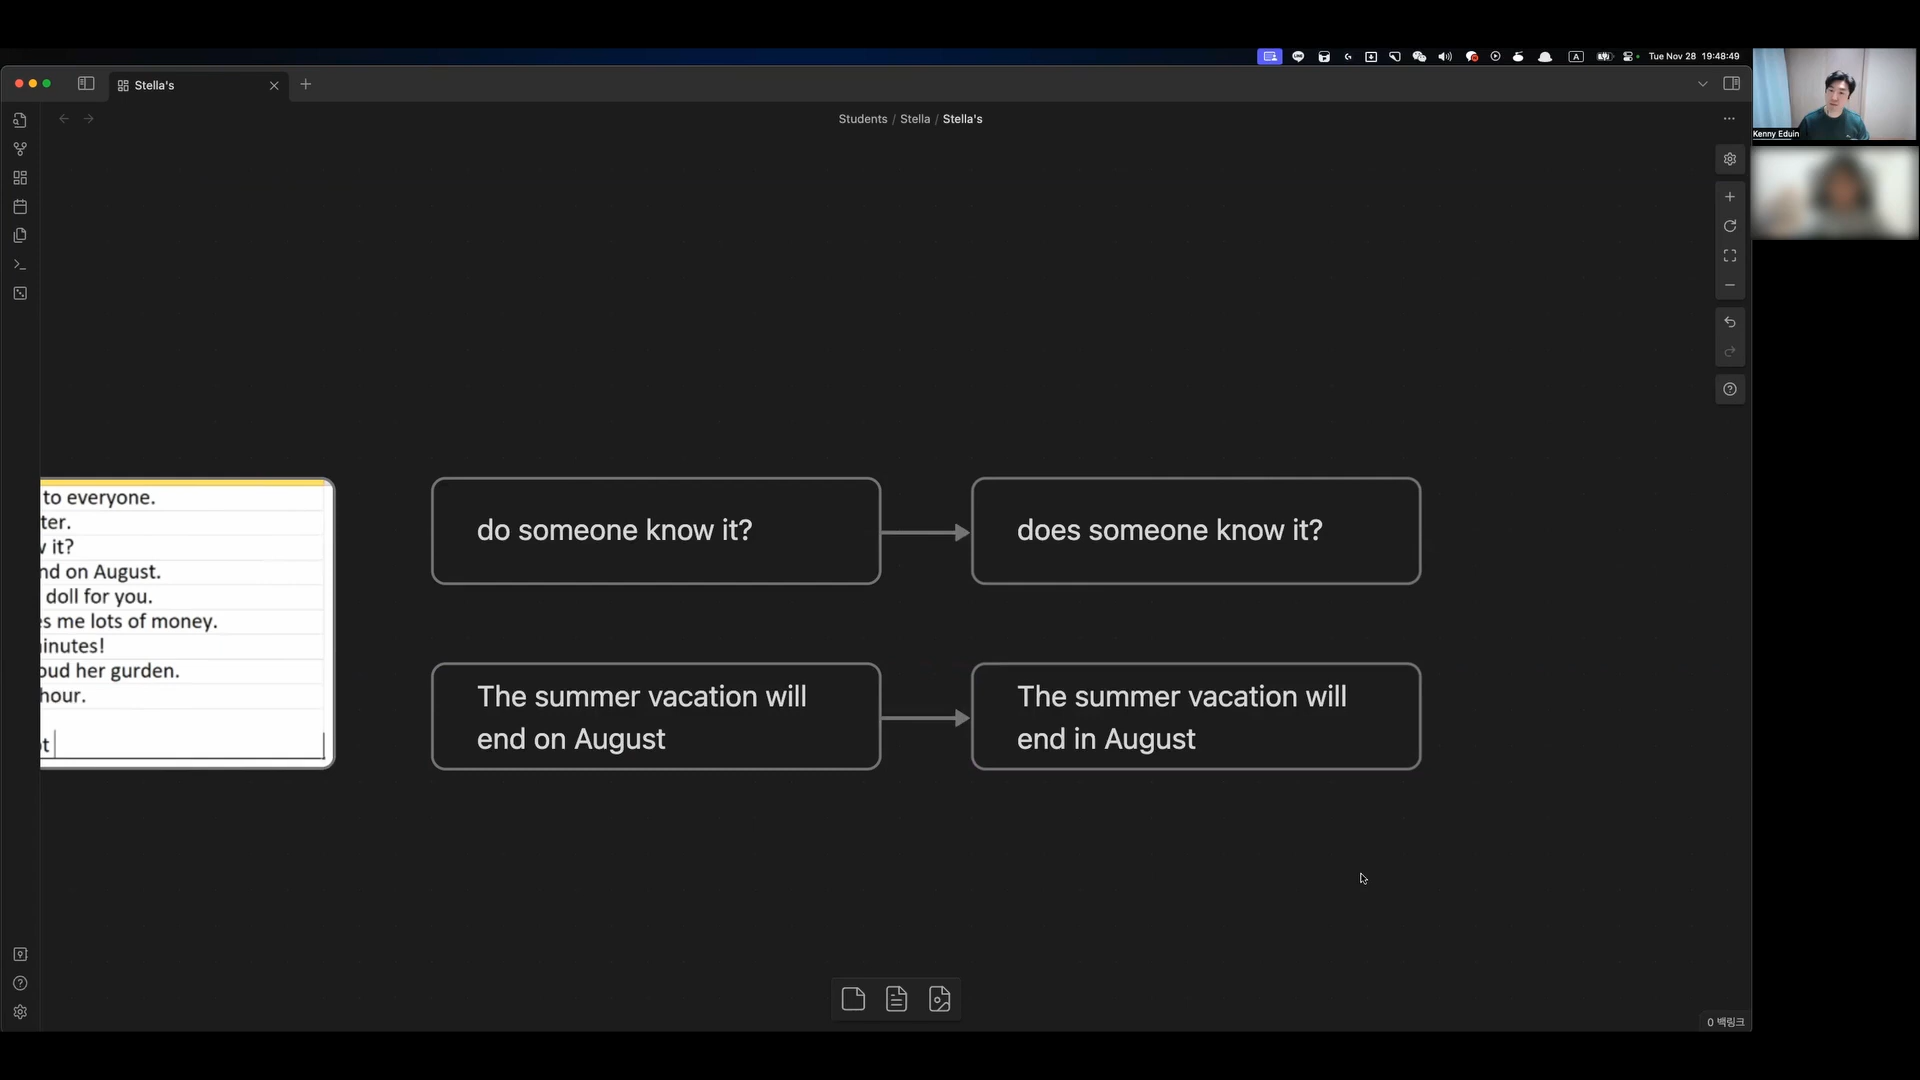 Tue Nov 28 19:48:49
Stella's
Students / Stella / Stella's
Kenny Eduin
to everyone.
ter.
it?
nd on August.
doll for you.
es me lots of money.
inutes!
oud her gurden.
hour.
ot
do someone know it?
does someone know it?
The summer vacation will
end on August
The summer vacation will
end in August
0 백링크